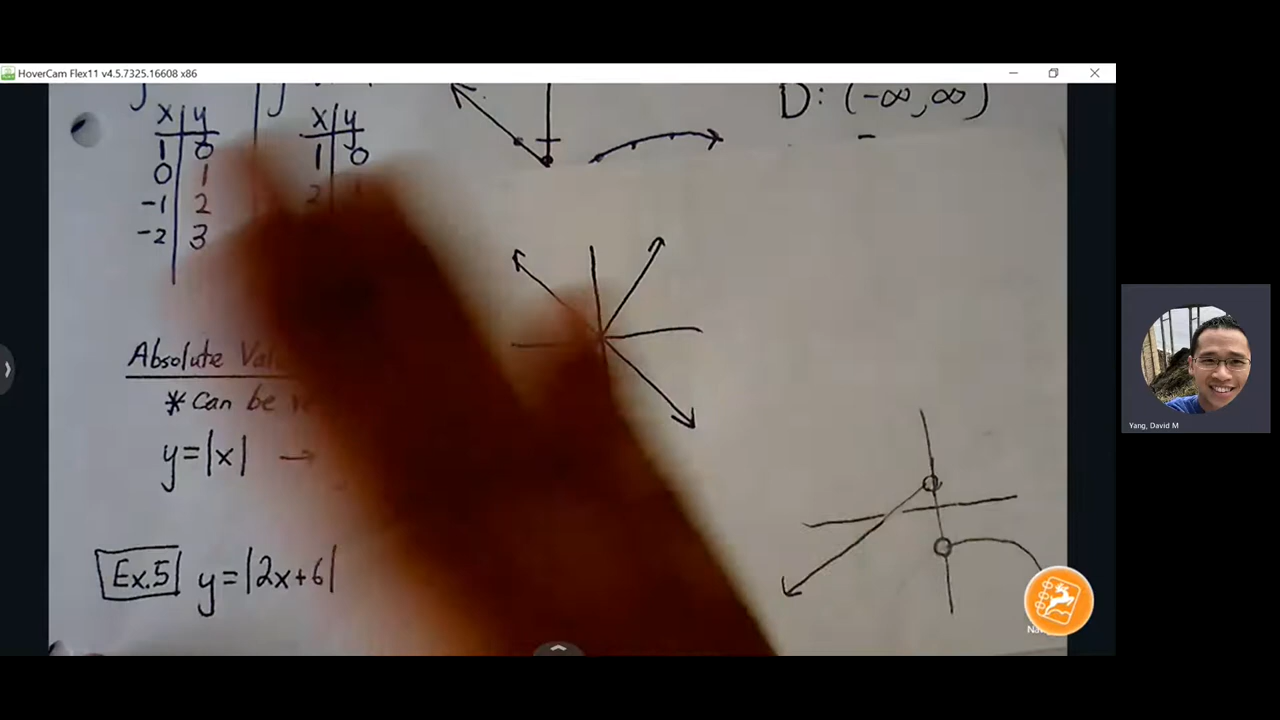 HoverCam Flex11 v4.5.7325.16608 x86
D: (-∞,∞)
x | y
1 | 0
0 | 1
-1 | 2
-2 | 3
x | y
1 | 0
2
Absolute
* Can be
y=|x| →
Ex.5 y=|2x+6|
Yang, David M